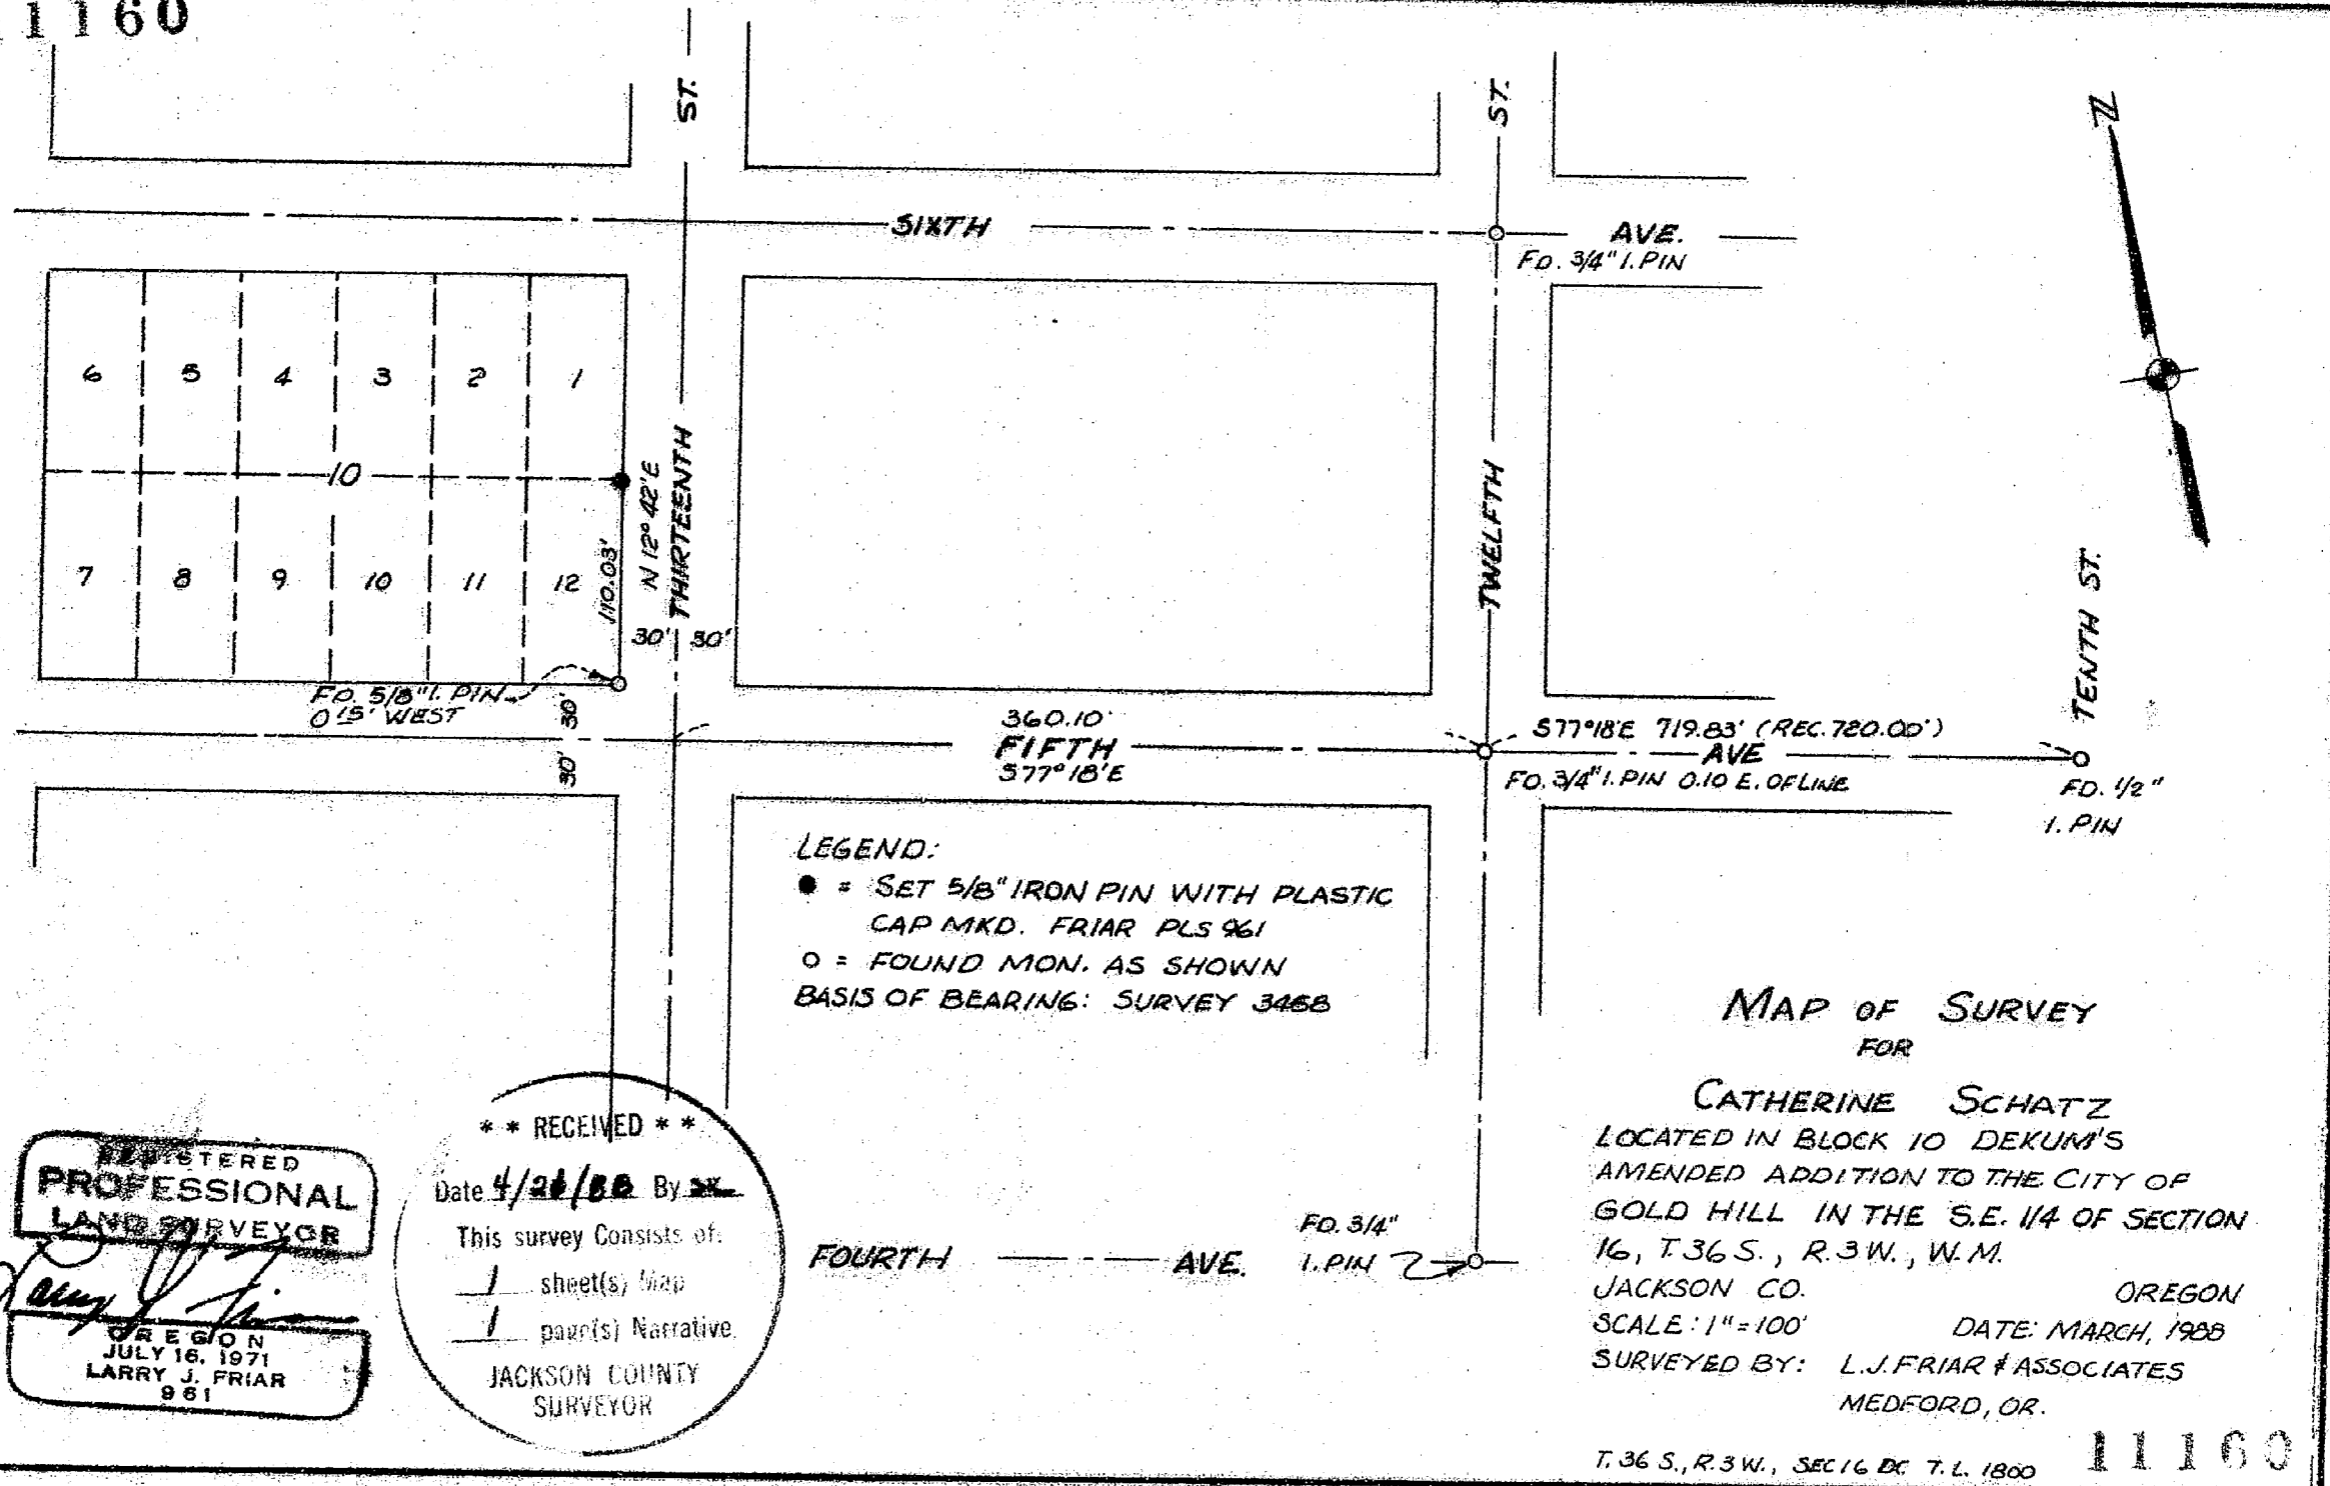 1160
ST.
ST.
SIXTH AVE.
FD. 3/4" I. PIN
6 5 4 3 2 1
10
7 8 9 10 11 12
110.03'
N 12° 42' E
THIRTEENTH
30' 30'
TWELFTH
TENTH ST.
FD. 5/8" I. PIN
0.15' WEST
30'
30'
360.10'
FIFTH AVE
S77°18'E
S77°18'E 719.83' (REC. 720.00')
FD. 3/4" I. PIN 0.10 E. OF LINE
FD. 1/2"
I. PIN
LEGEND:
● = SET 5/8" IRON PIN WITH PLASTIC
CAP MKD. FRIAR PLS 961
○ = FOUND MON. AS SHOWN
BASIS OF BEARING: SURVEY
FOURTH AVE.
FD. 3/4"
I. PIN
MAP OF SURVEY
FOR
CATHERINE SCHATZ
LOCATED IN BLOCK 10 DEKUM'S
AMENDED ADDITION TO THE CITY OF
GOLD HILL IN THE S.E. 1/4 OF SECTION
16, T. 36 S., R. 3 W., W. M.
JACKSON CO. OREGON
SCALE: 1"=100' DATE: MARCH, 1988
SURVEYED BY: L.J. FRIAR & ASSOCIATES
MEDFORD, OR.
T. 36 S., R. 3 W., SEC 16 DC T. L. 1800
11160
REGISTERED
PROFESSIONAL
LAND SURVEYOR
OREGON
JULY 16, 1971
LARRY J. FRIAR
961
* * RECEIVED * *
Date By
This survey Consists of:
1 sheet(s) Map
1 page(s) Narrative
JACKSON COUNTY
SURVEYOR